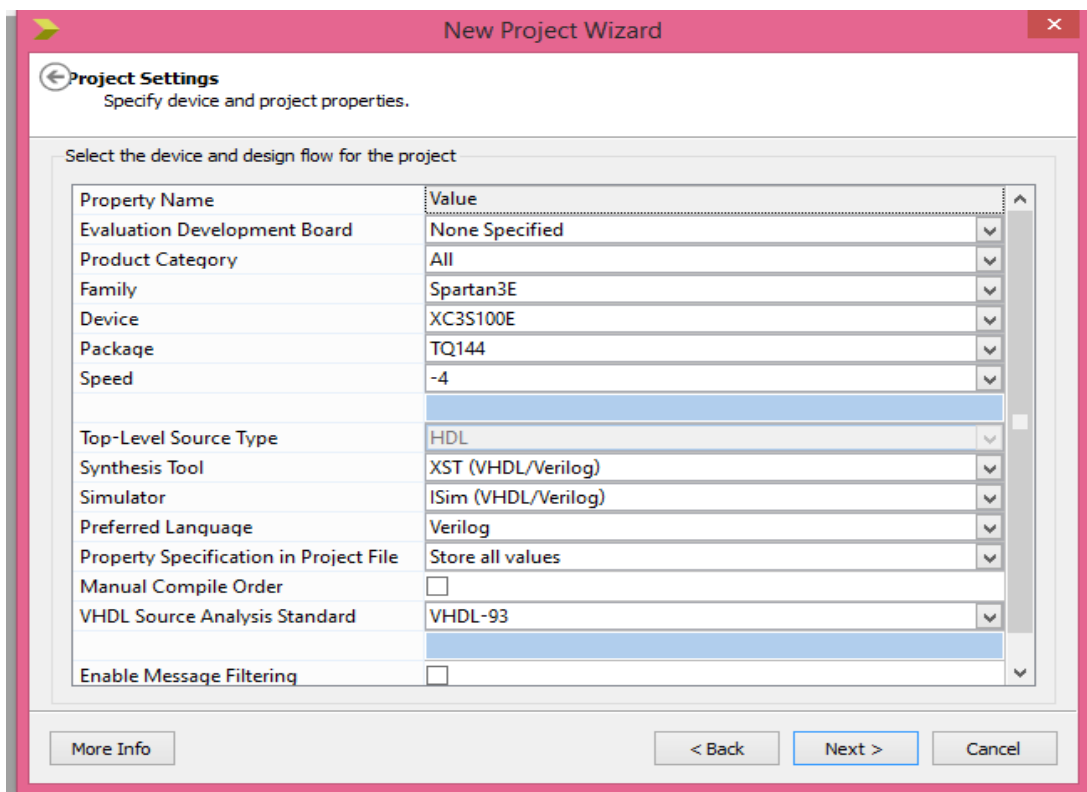 New Project Wizard
Project Settings
Specify device and project properties.
Select the device and design flow for the project
Property Name Value
Evaluation Development Board None Specified
Product Category All
Family Spartan3E
Device XC3S100E
Package TQ144
Speed -4
Top-Level Source Type HDL
Synthesis Tool XST (VHDL/Verilog)
Simulator ISim (VHDL/Verilog)
Preferred Language Verilog
Property Specification in Project File Store all values
Manual Compile Order
VHDL Source Analysis Standard VHDL-93
Enable Message Filtering
More Info < Back Next > Cancel